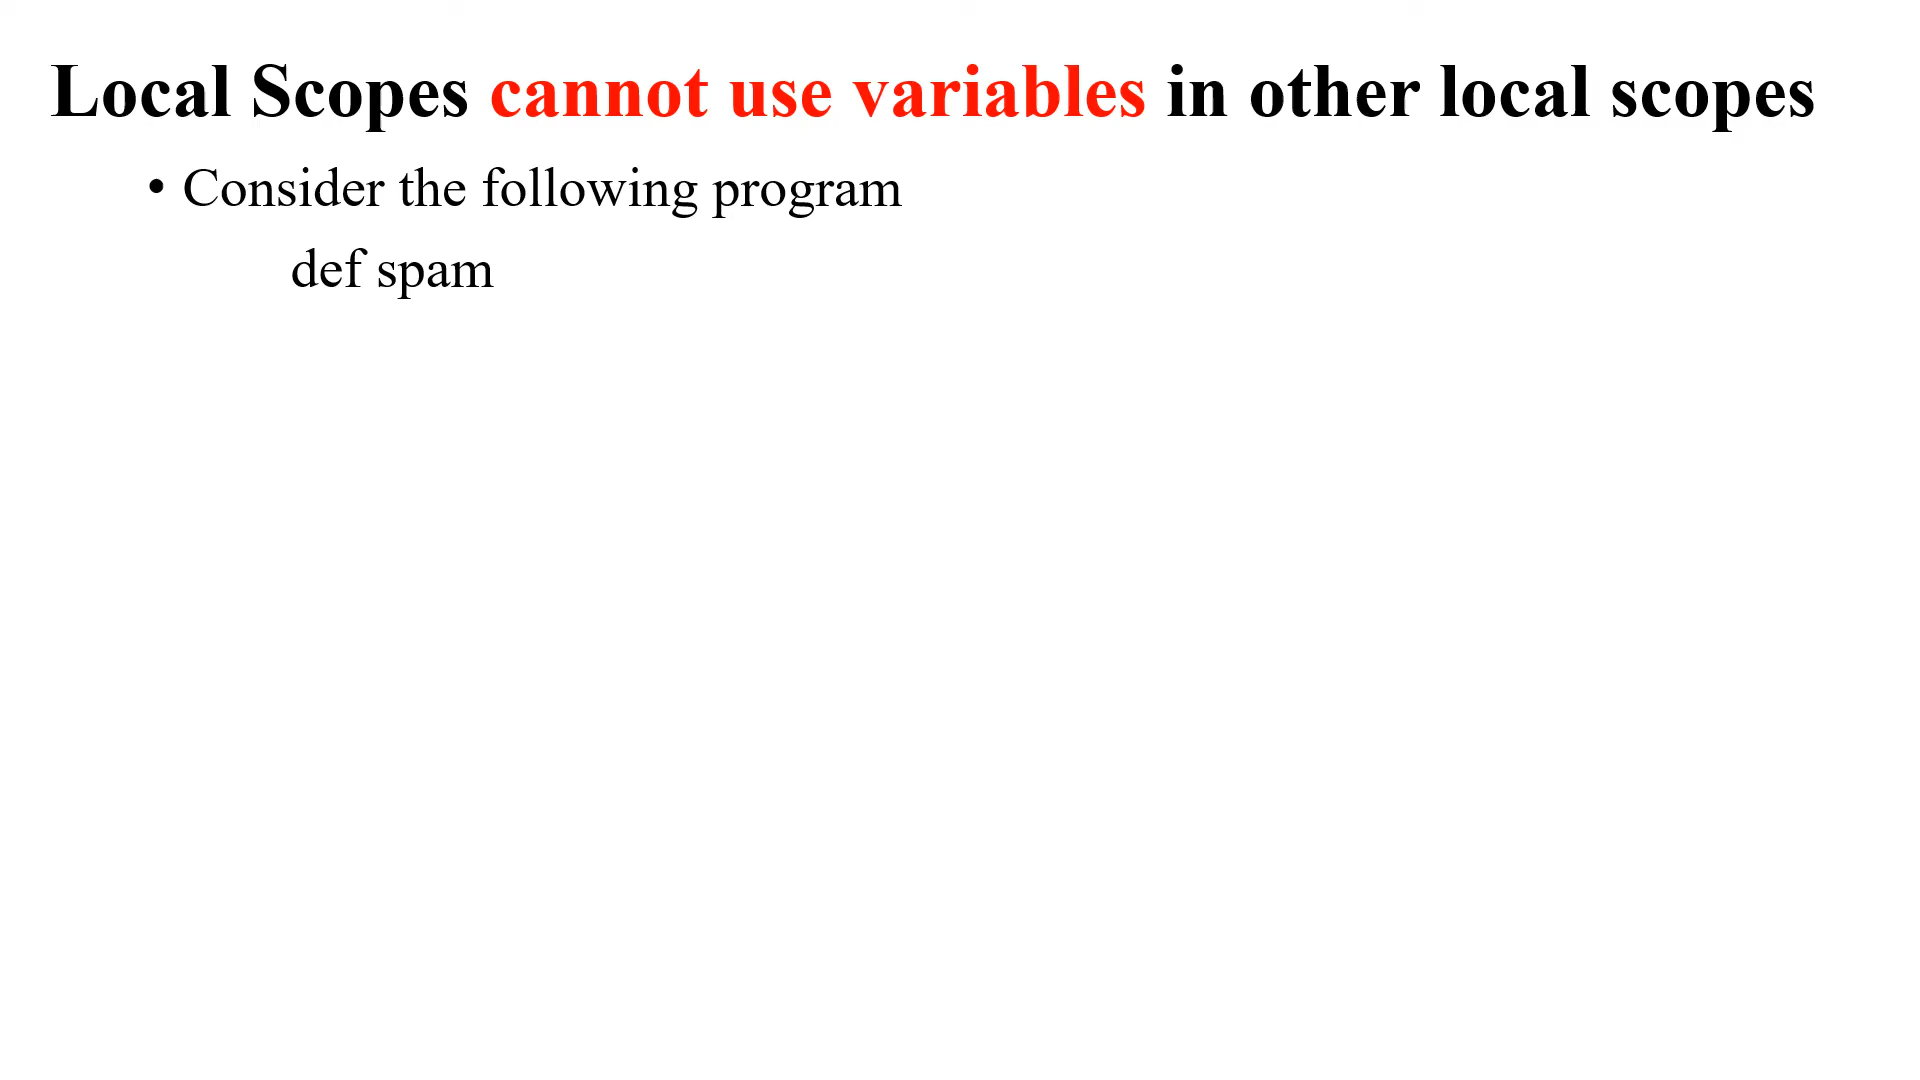 Local Scopes cannot use variables in other local scopes
• Consider the following program
def spam